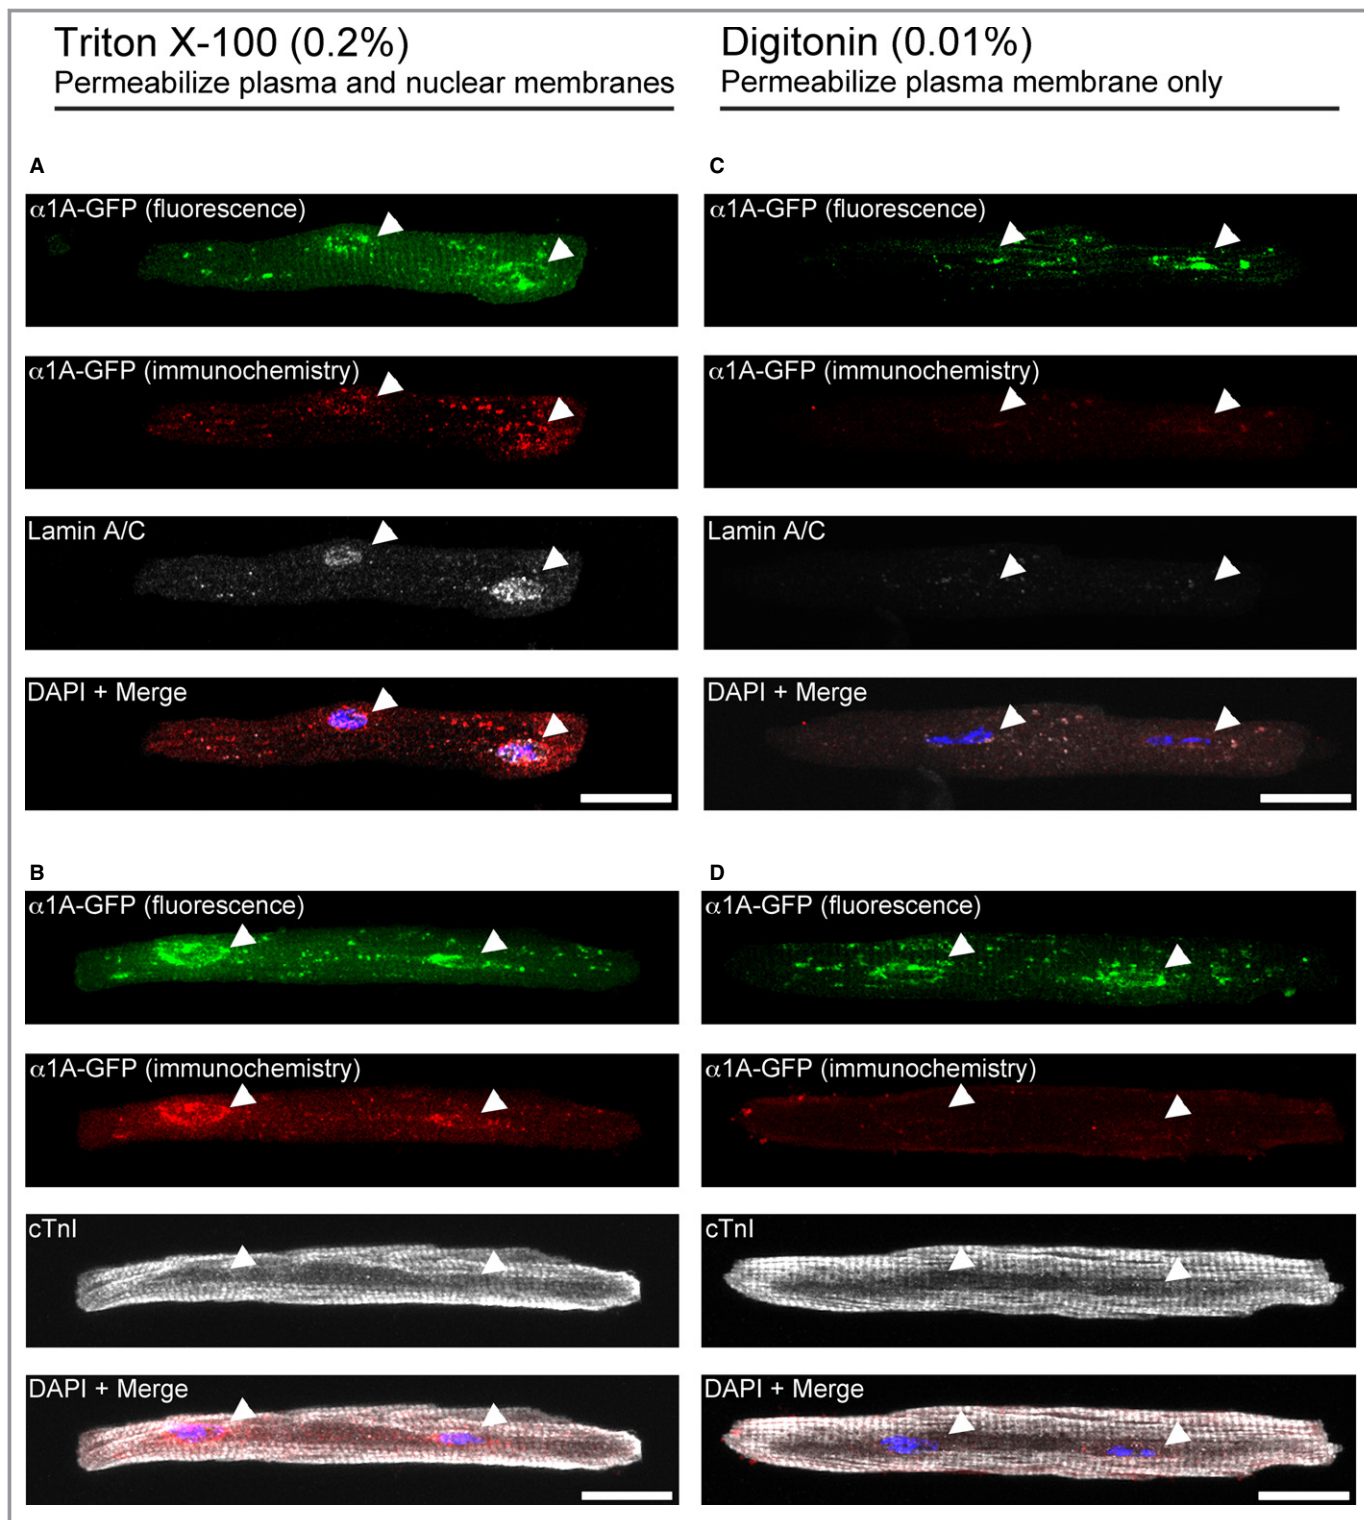 Triton X-100 (0.2%)
Permeabilize plasma and nuclear membranes
Digitonin (0.01%)
Permeabilize plasma membrane only
A
α1A-GFP (fluorescence)
α1A-GFP (immunochemistry)
Lamin A/C
DAPI + Merge
B
α1A-GFP (fluorescence)
α1A-GFP (immunochemistry)
cTnI
DAPI + Merge
C
α1A-GFP (fluorescence)
α1A-GFP (immunochemistry)
Lamin A/C
DAPI + Merge
D
α1A-GFP (fluorescence)
α1A-GFP (immunochemistry)
cTnI
DAPI + Merge